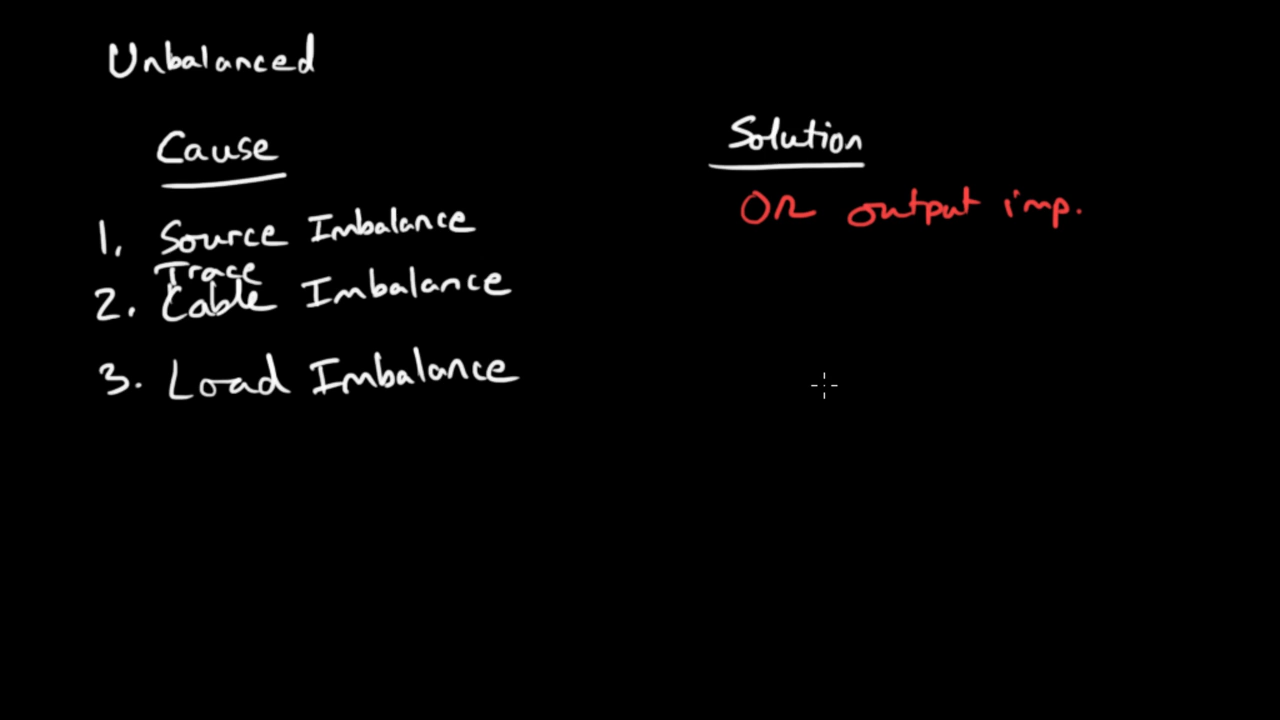 Unbalanced
Cause
Solution
1. Source Imbalance
0Ω output imp.
Trace
2. Cable Imbalance
3. Load Imbalance